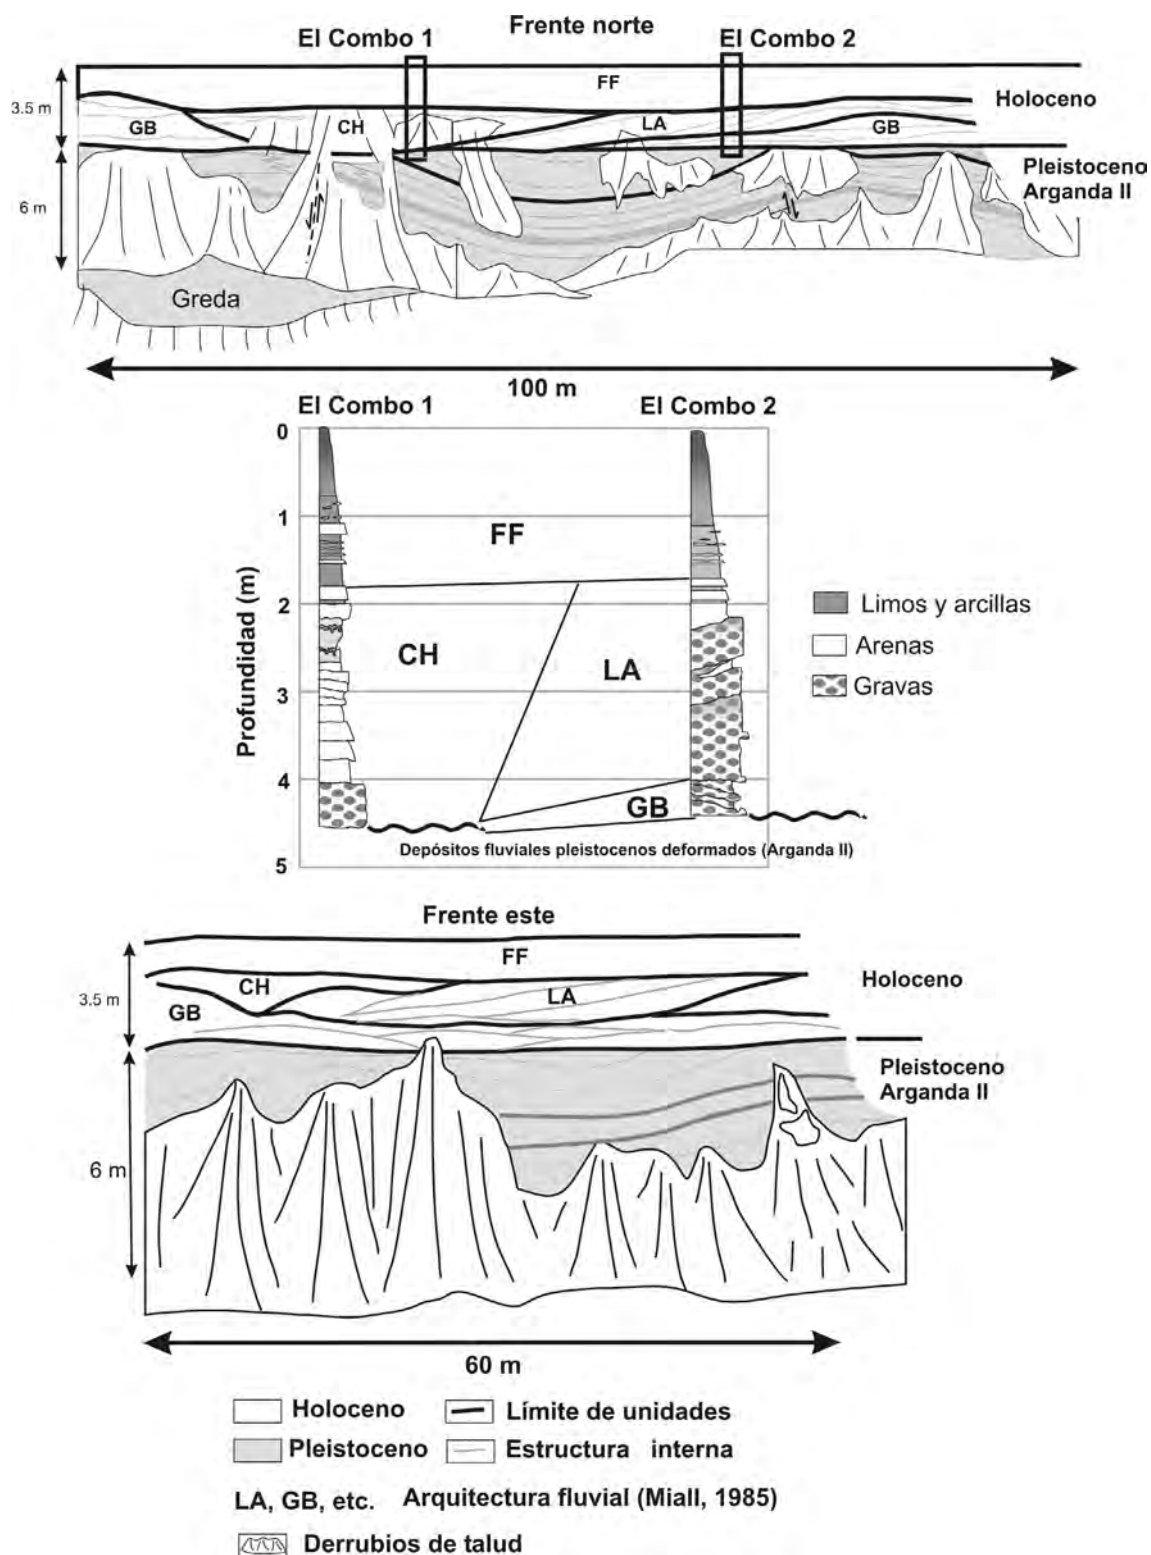 Frente norte
El Combo 1
El Combo 2
FF
3.5 m
Holoceno
GB
CH
LA
GB
Pleistoceno
Arganda II
6 m
Greda
100 m
El Combo 1
El Combo 2
0
1
FF
2
Limos y arcillas
Arenas
CH
LA
Gravas
3
Profundidad (m)
4
GB
Depósitos fluviales pleistocenos deformados (Arganda II)
5
Frente este
FF
CH
LA
Holoceno
3.5 m
GB
Pleistoceno
Arganda II
6 m
60 m
Holoceno
Límite de unidades
Pleistoceno
Estructura interna
LA, GB, etc. Arquitectura fluvial (Miall, 1985)
Derrubios de talud